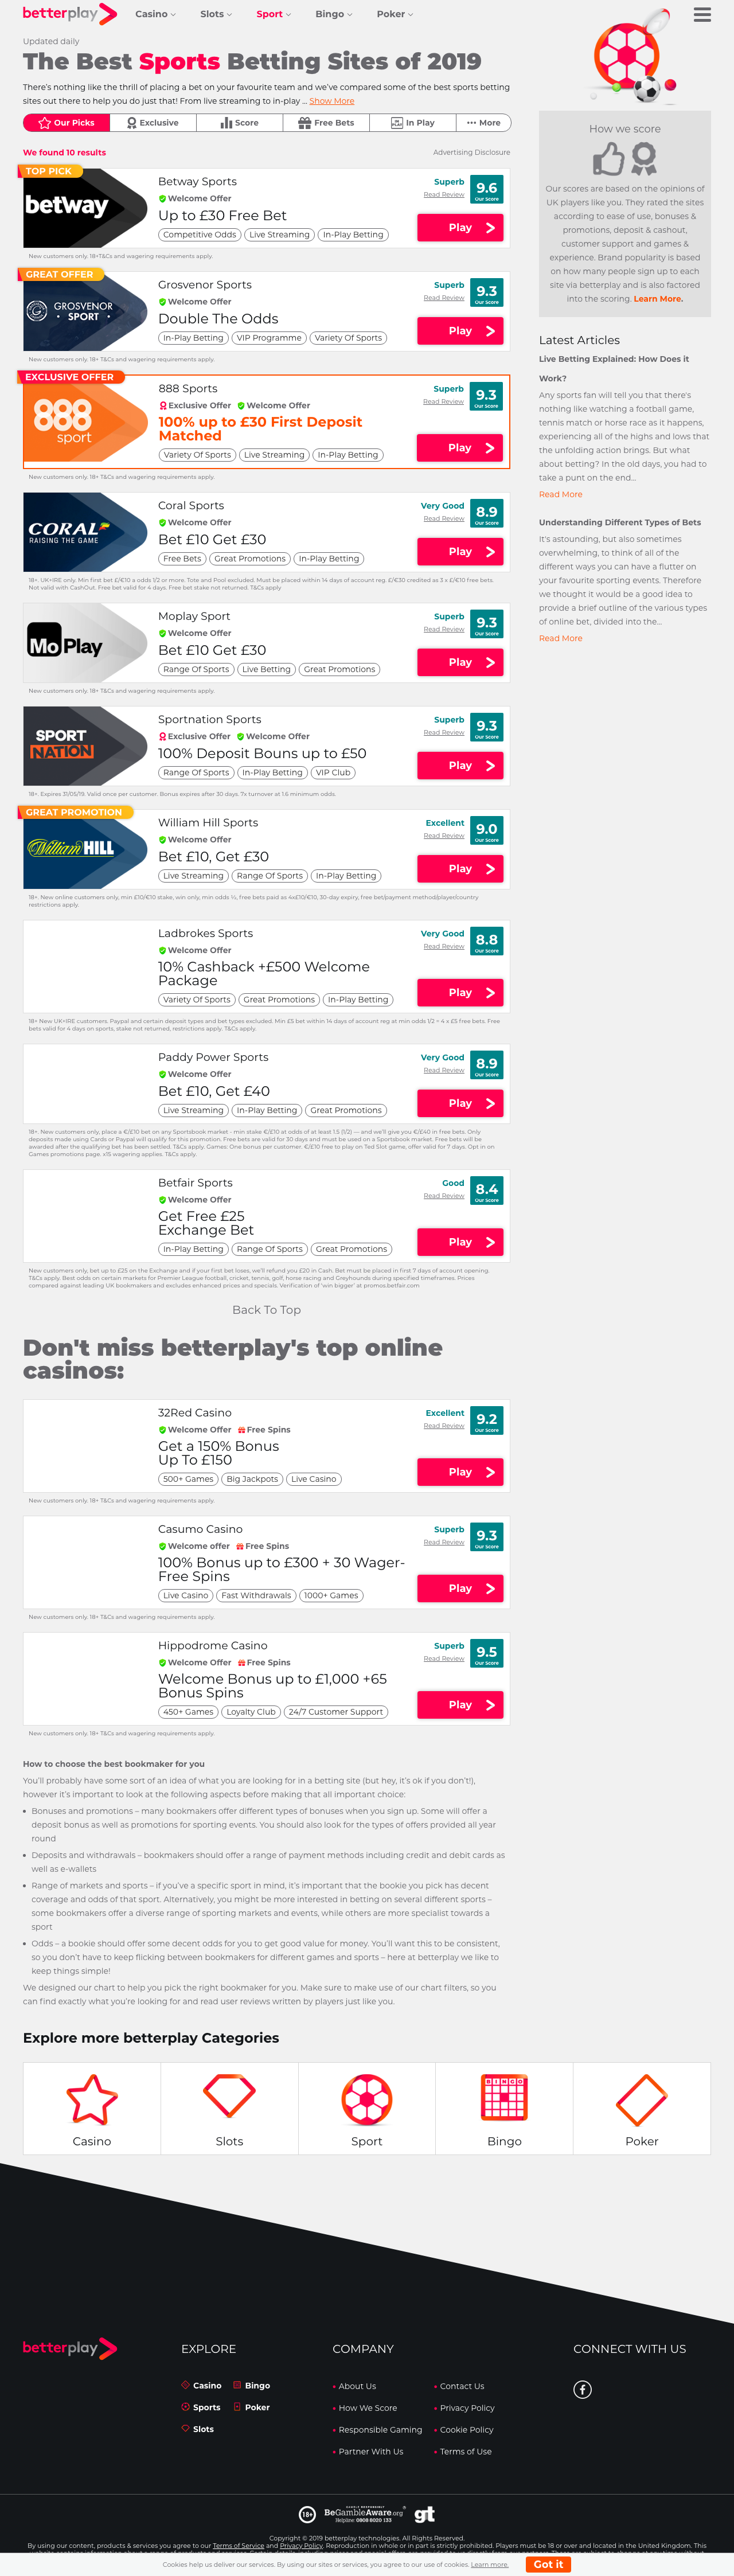 betterplay
Casino Slots Sport Bingo Poker
Updated daily
The Best Sports Betting Sites of 2019
There's nothing like the thrill of placing a bet on your favourite team and we've compared some of the best sports betting
sites out there to help you do just that! From live streaming to in-play ... Show More
Our Picks Exclusive Score Free Bets In Play More
We found 10 results Advertising Disclosure
TOP PICK
betway
Betway Sports
Welcome Offer
Up to £30 Free Bet
Competitive Odds Live Streaming In-Play Betting
Superb
Read Review
9.6
Our Score
Play
New customers only. 18+T&Cs and wagering requirements apply.
GREAT OFFER
GROSVENOR
SPORT
Grosvenor Sports
Welcome Offer
Double The Odds
In-Play Betting VIP Programme Variety Of Sports
Superb
Read Review
9.3
Our Score
Play
New customers only. 18+ T&Cs and wagering requirements apply.
EXCLUSIVE OFFER
888
sport
888 Sports
Exclusive Offer Welcome Offer
100% up to £30 First Deposit
Matched
Variety Of Sports Live Streaming In-Play Betting
Superb
Read Review
9.3
Our Score
Play
New customers only. 18+ T&Cs and wagering requirements apply.
CORAL
RAISING THE GAME
Coral Sports
Welcome Offer
Bet £10 Get £30
Free Bets Great Promotions In-Play Betting
Very Good
Read Review
8.9
Our Score
Play
18+. UK+IRE only. Min first bet £/€10 a odds 1/2 or more. Tote and Pool excluded. Must be placed within 14 days of account reg. £/€30 credited as 3 x £/€10 free bets.
Not valid with CashOut. Free bet valid for 4 days. Free bet stake not returned. T&Cs apply
MoPlay
Moplay Sport
Welcome Offer
Bet £10 Get £30
Range Of Sports Live Betting Great Promotions
Superb
Read Review
9.3
Our Score
Play
New customers only. 18+ T&Cs and wagering requirements apply.
SPORT
NATION
Sportnation Sports
Exclusive Offer Welcome Offer
100% Deposit Bouns up to £50
Range Of Sports In-Play Betting VIP Club
Superb
Read Review
9.3
Our Score
Play
18+. Expires 31/05/19. Valid once per customer. Bonus expires after 30 days. 7x turnover at 1.6 minimum odds.
GREAT PROMOTION
William HILL
William Hill Sports
Welcome Offer
Bet £10, Get £30
Live Streaming Range Of Sports In-Play Betting
Excellent
Read Review
9.0
Our Score
Play
18+. New online customers only, min £10/€10 stake, win only, min odds ½, free bets paid as 4x£10/€10, 30-day expiry, free bet/payment method/player/country
restrictions apply.
Ladbrokes Sports
Welcome Offer
10% Cashback +£500 Welcome
Package
Variety Of Sports Great Promotions In-Play Betting
Very Good
Read Review
8.8
Our Score
Play
18+ New UK+IRE customers. Paypal and certain deposit types and bet types excluded. Min £5 bet within 14 days of account reg at min odds 1/2 = 4 x £5 free bets. Free
bets valid for 4 days on sports, stake not returned, restrictions apply. T&Cs apply.
Paddy Power Sports
Welcome Offer
Bet £10, Get £40
Live Streaming In-Play Betting Great Promotions
Very Good
Read Review
8.9
Our Score
Play
18+. New customers only, place a €/£10 bet on any Sportsbook market - min stake €/£10 at odds of at least 1.5 (1/2) — and we'll give you €/£40 in free bets. Only
deposits made using Cards or Paypal will qualify for this promotion. Free bets are valid for 30 days and must be used on a Sportsbook market. Free bets will be
awarded after the qualifying bet has been settled. T&Cs apply. Games: One bonus per customer. €/£10 free to play on Ted Slot game, offer valid for 7 days. Opt in on
Games promotions page. x15 wagering applies. T&Cs apply.
Betfair Sports
Welcome Offer
Get Free £25
Exchange Bet
In-Play Betting Range Of Sports Great Promotions
Good
Read Review
8.4
Our Score
Play
New customers only, bet up to £25 on the Exchange and if your first bet loses, we'll refund you £20 in Cash. Bet must be placed in first 7 days of account opening.
T&Cs apply. Best odds on certain markets for Premier League football, cricket, tennis, golf, horse racing and Greyhounds during specified timeframes. Prices
compared against leading UK bookmakers and excludes enhanced prices and specials. Verification of 'win bigger' at promos.betfair.com
Back To Top
Don't miss betterplay's top online
casinos:
32Red Casino
Welcome Offer Free Spins
Get a 150% Bonus
Up To £150
500+ Games Big Jackpots Live Casino
Excellent
Read Review
9.2
Our Score
Play
New customers only. 18+ T&Cs and wagering requirements apply.
Casumo Casino
Welcome offer Free Spins
100% Bonus up to £300 + 30 Wager-
Free Spins
Live Casino Fast Withdrawals 1000+ Games
Superb
Read Review
9.3
Our Score
Play
New customers only. 18+ T&Cs and wagering requirements apply.
Hippodrome Casino
Welcome Offer Free Spins
Welcome Bonus up to £1,000 +65
Bonus Spins
450+ Games Loyalty Club 24/7 Customer Support
Superb
Read Review
9.5
Our Score
Play
New customers only. 18+ T&Cs and wagering requirements apply.
How to choose the best bookmaker for you
You'll probably have some sort of an idea of what you are looking for in a betting site (but hey, it's ok if you don't!),
however it's important to look at the following aspects before making that all important choice:
Bonuses and promotions – many bookmakers offer different types of bonuses when you sign up. Some will offer a
deposit bonus as well as promotions for sporting events. You should also look for the types of offers provided all year
round
Deposits and withdrawals – bookmakers should offer a range of payment methods including credit and debit cards as
well as e-wallets
Range of markets and sports – if you've a specific sport in mind, it's important that the bookie you pick has decent
coverage and odds of that sport. Alternatively, you might be more interested in betting on several different sports –
some bookmakers offer a diverse range of sporting markets and events, while others are more specialist towards a
sport
Odds – a bookie should offer some decent odds for you to get good value for money. You'll want this to be consistent,
so you don't have to keep flicking between bookmakers for different games and sports – here at betterplay we like to
keep things simple!
We designed our chart to help you pick the right bookmaker for you. Make sure to make use of our chart filters, so you
can find exactly what you're looking for and read user reviews written by players just like you.
How we score
Our scores are based on the opinions of
UK players like you. They rated the sites
according to ease of use, bonuses &
promotions, deposit & cashout,
customer support and games &
experience. Brand popularity is based
on how many people sign up to each
site via betterplay and is also factored
into the scoring. Learn More.
Latest Articles
Live Betting Explained: How Does it
Work?
Any sports fan will tell you that there's
nothing like watching a football game,
tennis match or horse race as it happens,
experiencing all of the highs and lows that
the unfolding action brings. But what
about betting? In the old days, you had to
take a punt on the end...
Read More
Understanding Different Types of Bets
It's astounding, but also sometimes
overwhelming, to think of all of the
different ways you can have a flutter on
your favourite sporting events. Therefore
we thought it would be a good idea to
provide a brief outline of the various types
of online bet, divided into the...
Read More
Explore more betterplay Categories
BINGO
Casino Slots Sport Bingo Poker
betterplay
EXPLORE
Casino Bingo
Sports Poker
Slots
COMPANY
About Us Contact Us
How We Score Privacy Policy
Responsible Gaming Cookie Policy
Partner With Us Terms of Use
CONNECT WITH US
18+
BeGambleAware.org
Helpline 0808 8020 133
gt
Copyright © 2019 betterplay technologies. All Rights Reserved.
By using our content, products & services you agree to our Terms of Service and Privacy Policy. Reproduction in whole or in part is strictly prohibited. Players must be 18 or over and located in the United Kingdom. This
Cookies help us deliver our services. By using our sites or services, you agree to our use of cookies. Learn more.
Got it